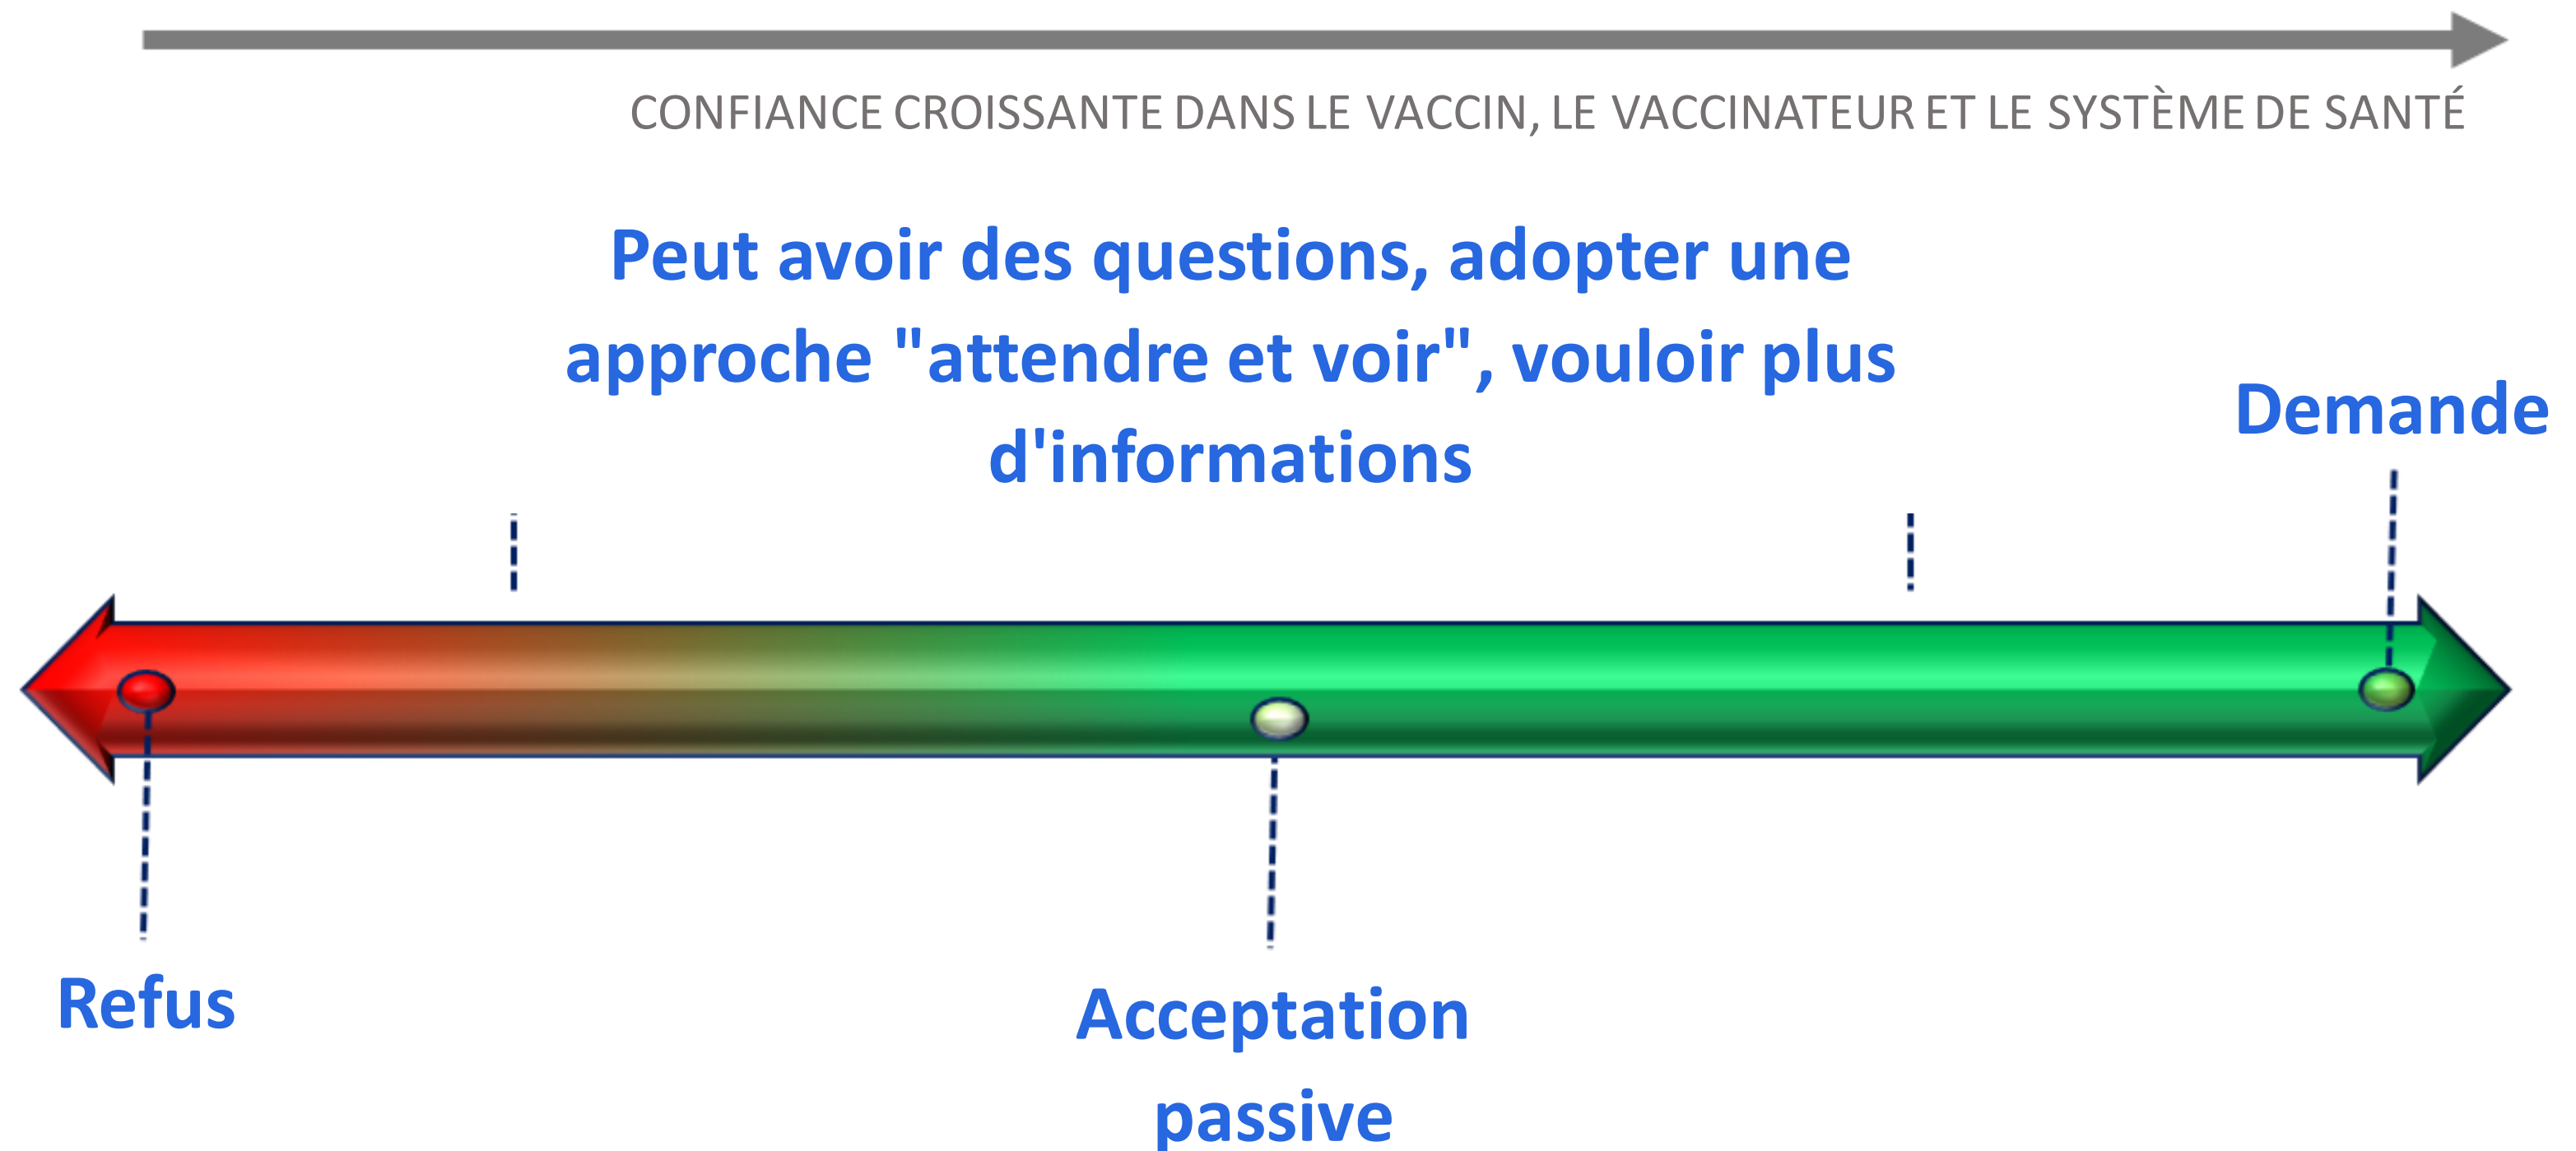 CONFIANCE CROISSANTE DANS LE VACCIN, LE VACCINATEUR ET LE SYSTÈME DE SANTÉ
Peut avoir des questions, adopter une
approche "attendre et voir", vouloir plus
d'informations
Demande
Refus
Acceptation
passive